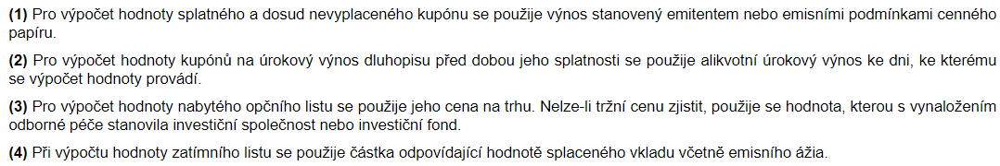 (1) Pro výpočet hodnoty splatného a dosud nevyplaceného kupónu se použije výnos stanovený emitentem nebo emisními podmínkami cenného
papíru.
(2) Pro výpočet hodnoty kupónů na úrokový výnos dluhopisu před dobou jeho splatnosti se použije alikvotní úrokový výnos ke dni, ke kterému
se výpočet hodnoty provádí.
(3) Pro výpočet hodnoty nabytého opčního listu se použije jeho cena na trhu. Nelze-li tržní cenu zjistit, použije se hodnota, kterou s vynaložením
odborné péče stanovila investiční společnost nebo investiční fond.
(4) Při výpočtu hodnoty zatímního listu se použije částka odpovídající hodnotě splaceného vkladu včetně emisního ážia.